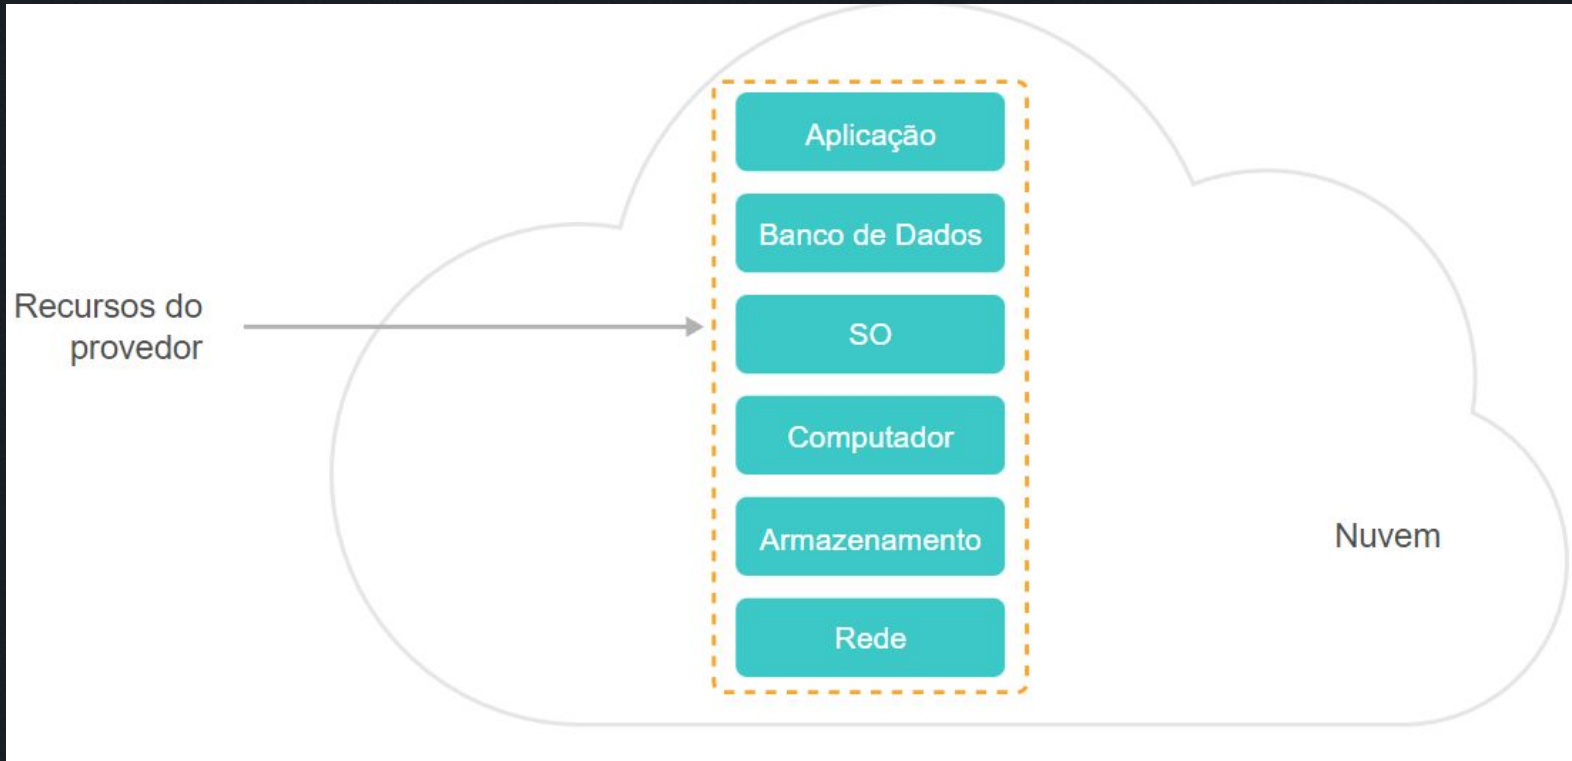 Aplicação
Banco de Dados
Recursos do
provedor
SO
Computador
Armazenamento
Nuvem
Rede